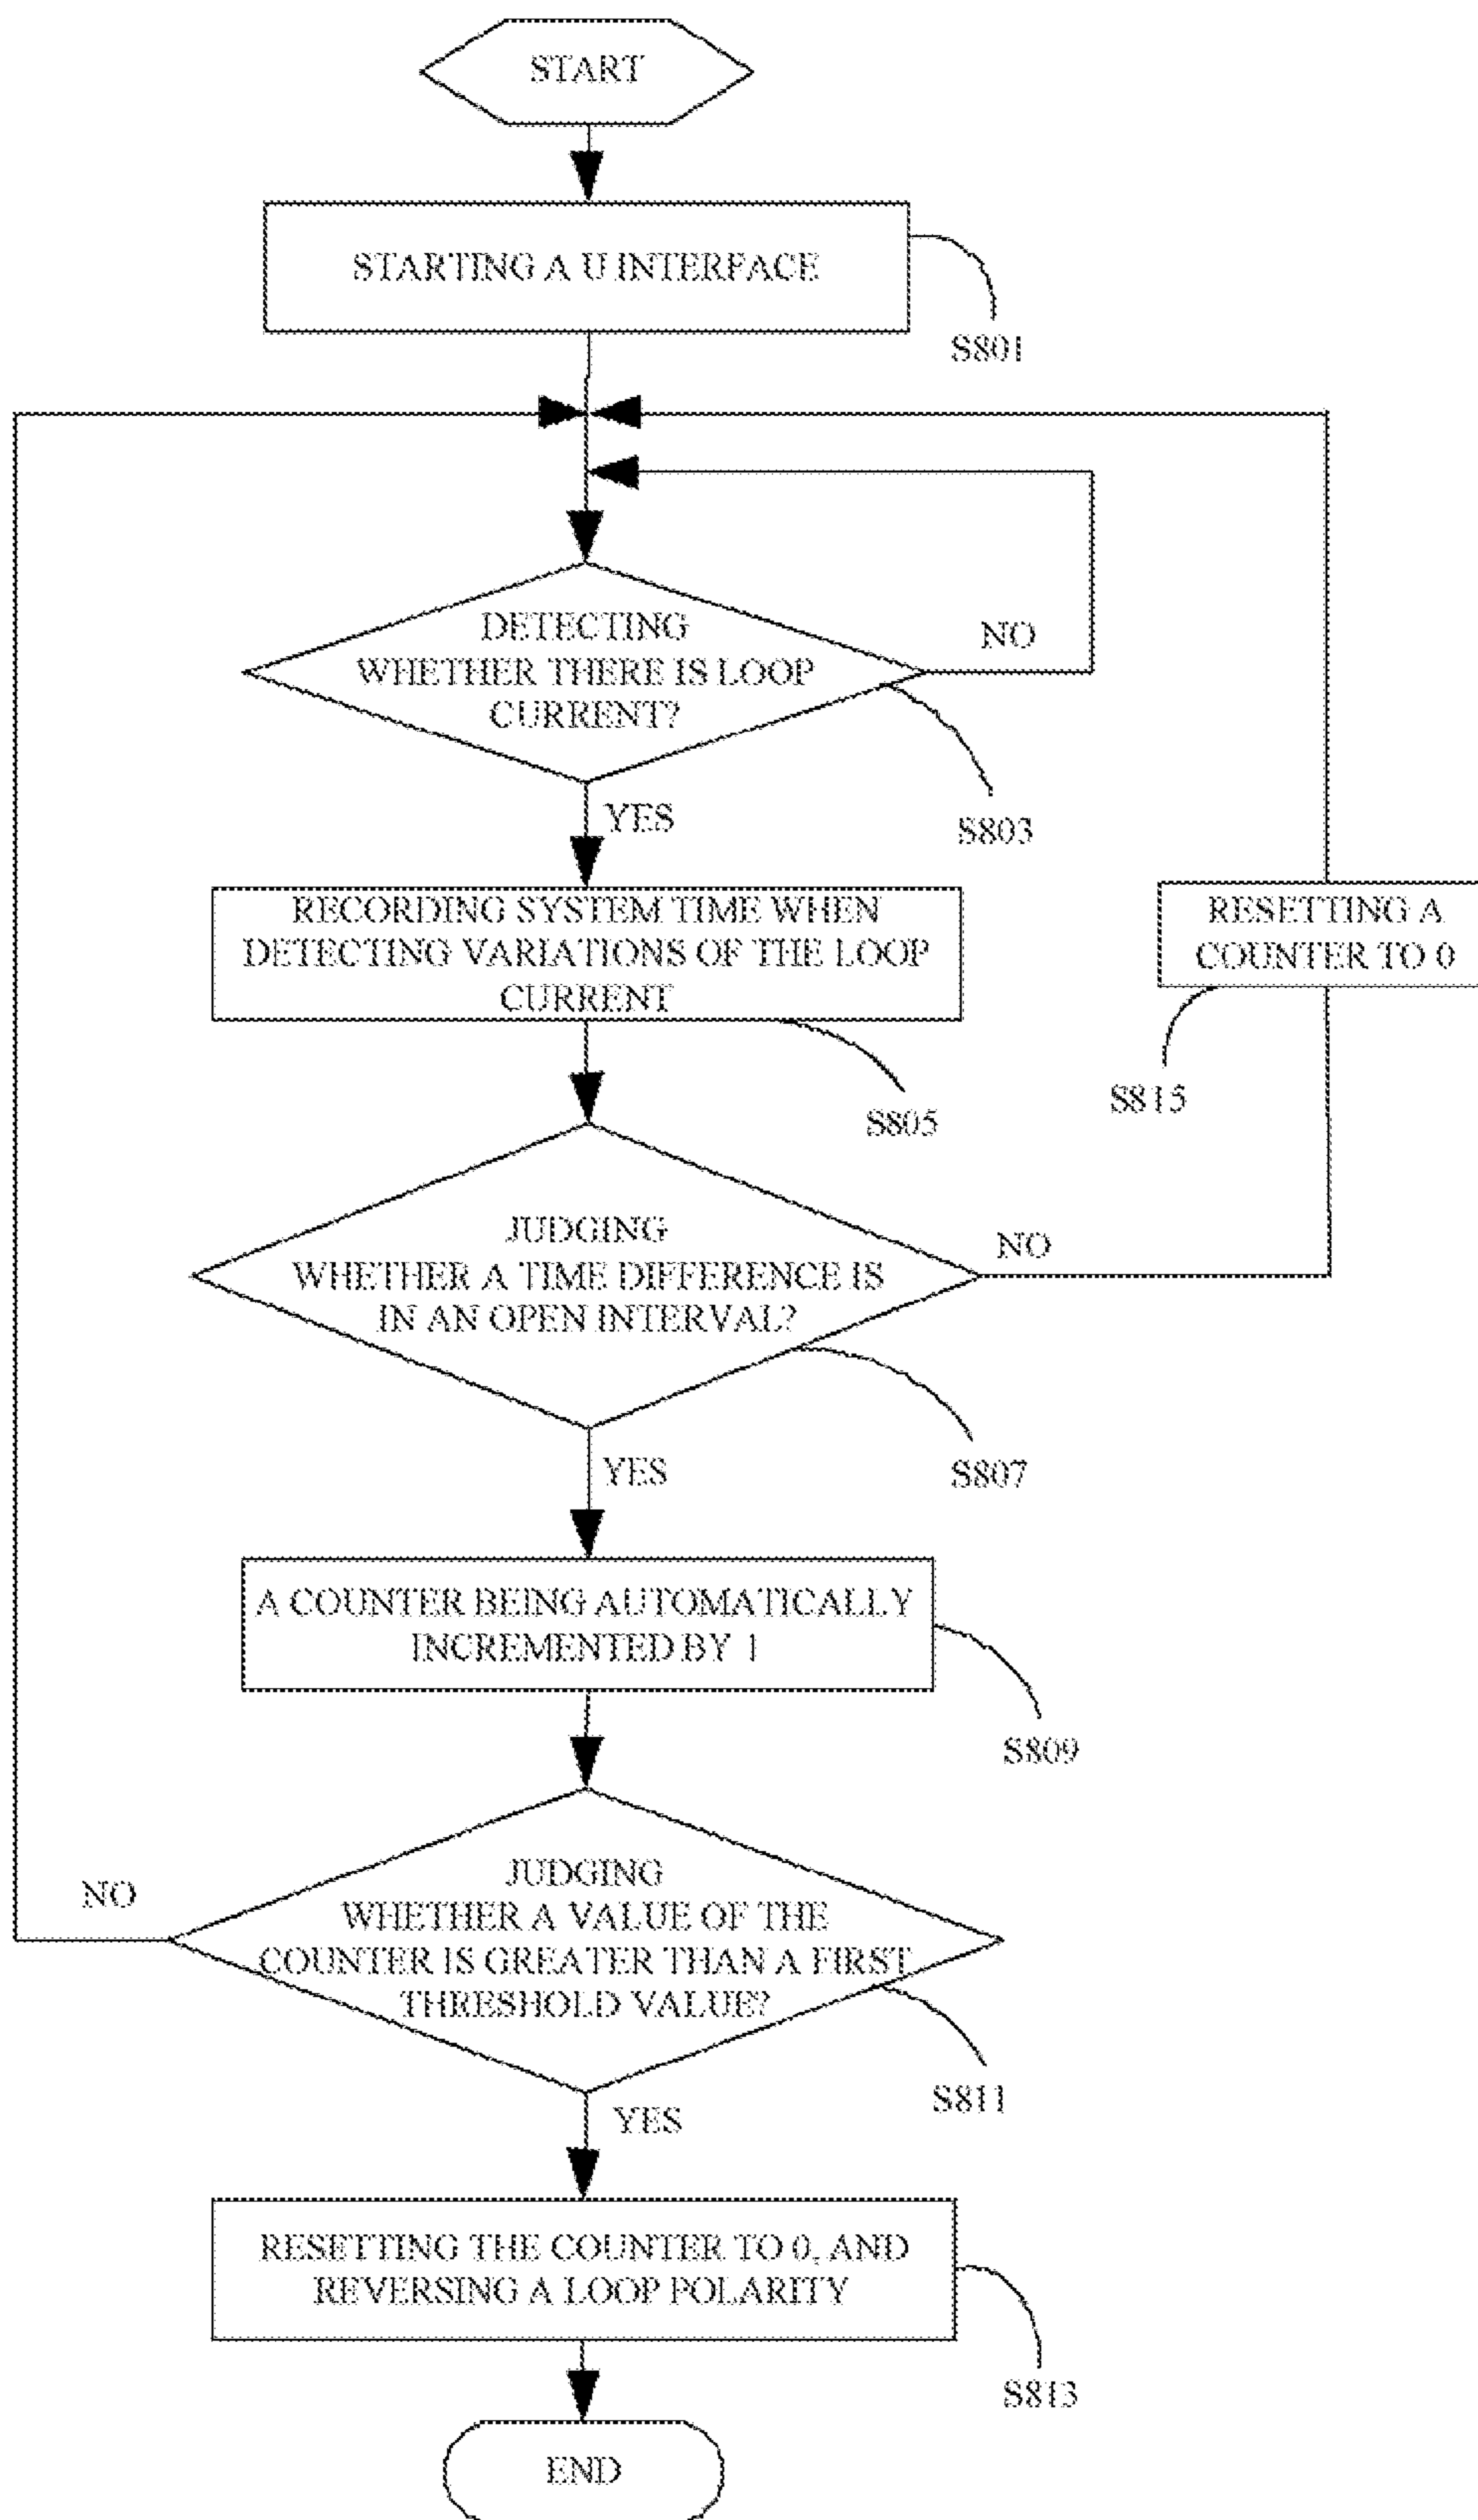 START
STARTING A U INTERFACE
S801
DETECTING
WHETHER THERE IS LOOP
CURRENT?
NO
S803
YES
RECORDING SYSTEM TIME WHEN
DETECTING VARIATIONS OF THE LOOP
CURRENT
S805
RESETTING A
COUNTER TO 0
S815
JUDGING
WHETHER A TIME DIFFERENCE IS
IN AN OPEN INTERVAL?
NO
S807
YES
A COUNTER BEING AUTOMATICALLY
INCREMENTED BY 1
S809
JUDGING
WHETHER A VALUE OF THE
COUNTER IS GREATER THAN A FIRST
THRESHOLD VALUE?
NO
S811
YES
RESETTING THE COUNTER TO 0, AND
REVERSING A LOOP POLARITY
S813
END